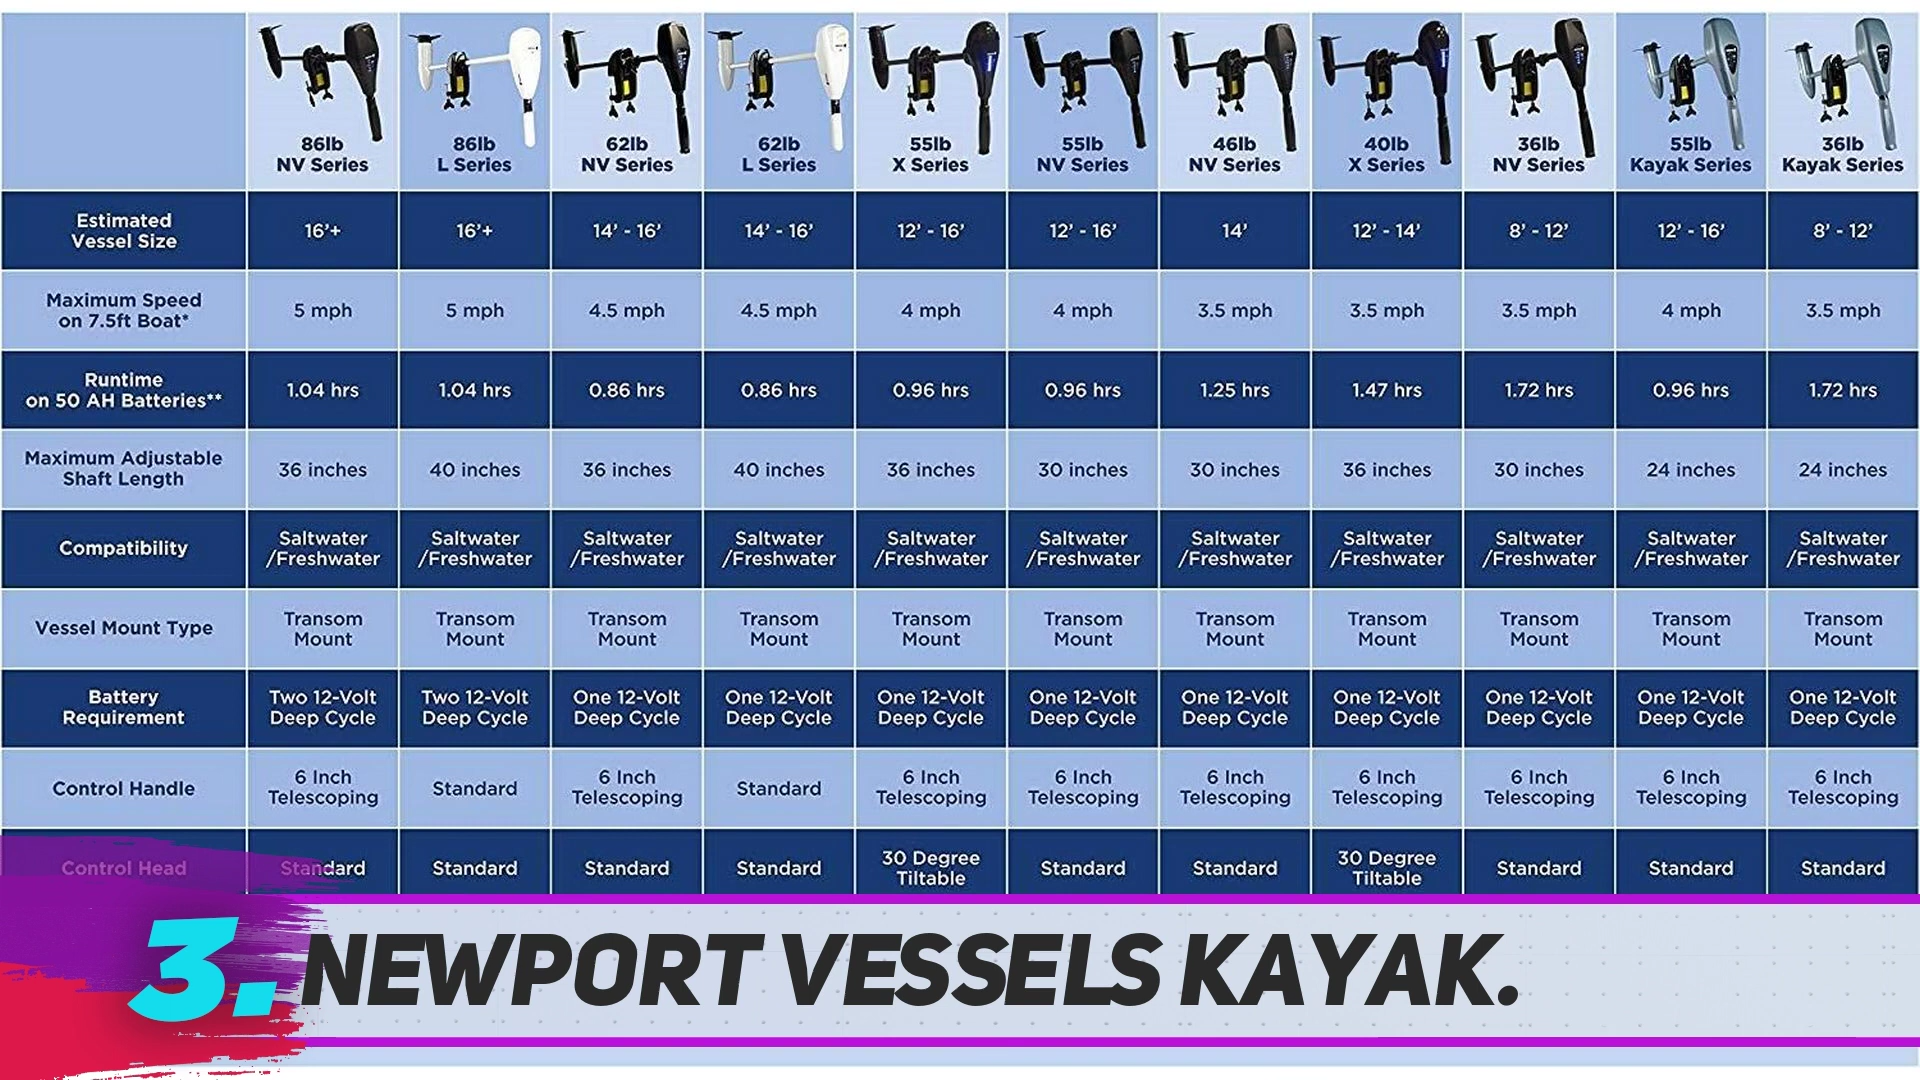 86lb
NV Series
86lb
L Series
62lb
NV Series
62lb
L Series
55lb
X Series
55lb
NV Series
46lb
NV Series
40lb
X Series
36lb
NV Series
55lb
Kayak Series
36lb
Kayak Series
Estimated
Vessel Size
16’+ 16’+ 14’ - 16’ 14’ - 16’ 12’ - 16’ 12’ - 16’ 14’ 12’ - 14’ 8’ - 12’ 12’ - 16’ 8’ - 12’
Maximum Speed
on 7.5ft Boat*
5 mph 5 mph 4.5 mph 4.5 mph 4 mph 4 mph 3.5 mph 3.5 mph 3.5 mph 4 mph 3.5 mph
Runtime
on 50 AH Batteries**
1.04 hrs 1.04 hrs 0.86 hrs 0.86 hrs 0.96 hrs 0.96 hrs 1.25 hrs 1.47 hrs 1.72 hrs 0.96 hrs 1.72 hrs
Maximum Adjustable
Shaft Length
36 inches 40 inches 36 inches 40 inches 36 inches 30 inches 30 inches 36 inches 30 inches 24 inches 24 inches
Compatibility
Saltwater Saltwater Saltwater Saltwater Saltwater Saltwater Saltwater Saltwater Saltwater Saltwater Saltwater
/Freshwater /Freshwater /Freshwater /Freshwater /Freshwater /Freshwater /Freshwater /Freshwater /Freshwater /Freshwater /Freshwater
Vessel Mount Type
Transom Transom Transom Transom Transom Transom Transom Transom Transom Transom Transom
Mount Mount Mount Mount Mount Mount Mount Mount Mount Mount Mount
Battery
Requirement
Two 12-Volt Two 12-Volt One 12-Volt One 12-Volt One 12-Volt One 12-Volt One 12-Volt One 12-Volt One 12-Volt One 12-Volt One 12-Volt
Deep Cycle Deep Cycle Deep Cycle Deep Cycle Deep Cycle Deep Cycle Deep Cycle Deep Cycle Deep Cycle Deep Cycle Deep Cycle
Control Handle
6 Inch
Telescoping
Standard
6 Inch
Telescoping
Standard
6 Inch
Telescoping
6 Inch
Telescoping
6 Inch
Telescoping
6 Inch
Telescoping
6 Inch
Telescoping
6 Inch
Telescoping
6 Inch
Telescoping
Control Head
Standard
Standard
Standard
Standard
30 Degree
Tiltable
Standard
Standard
30 Degree
Tiltable
Standard
Standard
Standard
3. NEWPORT VESSELS KAYAK.